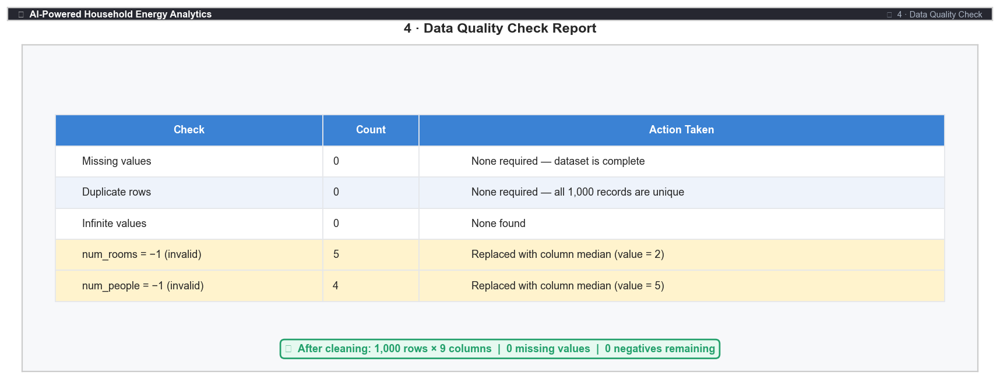 AI-Powered Household Energy Analytics
4 · Data Quality Check
4 · Data Quality Check Report
Check Count Action Taken
Missing values 0 None required — dataset is complete
Duplicate rows 0 None required — all 1,000 records are unique
Infinite values 0 None found
num_rooms = −1 (invalid) 5 Replaced with column median (value = 2)
num_people = −1 (invalid) 4 Replaced with column median (value = 5)
After cleaning: 1,000 rows × 9 columns | 0 missing values | 0 negatives remaining